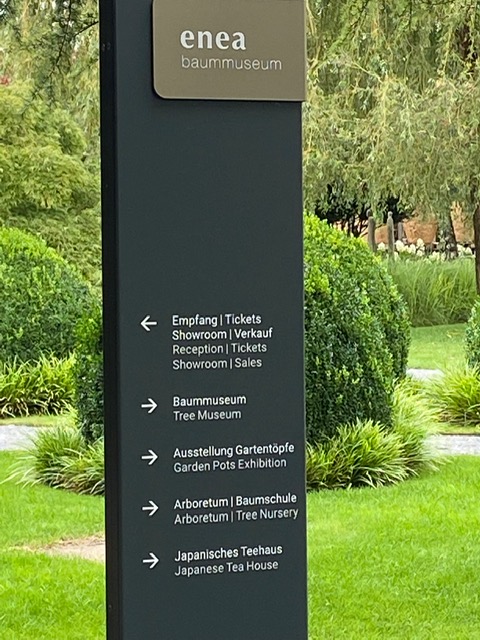 enea
baummuseum
← Empfang | Tickets
Showroom | Verkauf
Reception | Tickets
Showroom | Sales
→ Baummuseum
Tree Museum
→ Ausstellung Gartentöpfe
Garden Pots Exhibition
→ Arboretum | Baumschule
Arboretum | Tree Nursery
→ Japanisches Teehaus
Japanese Tea House